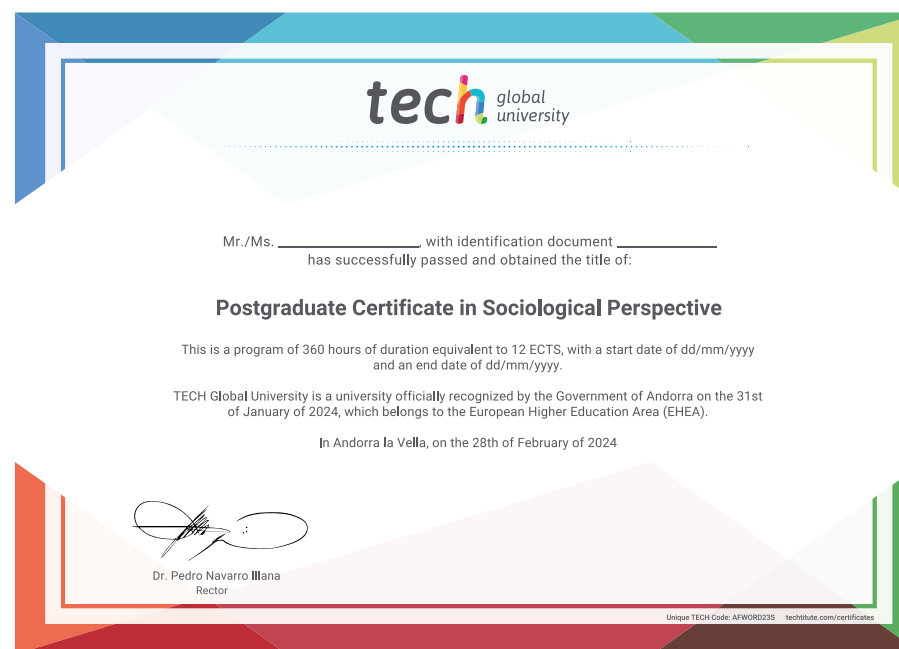 tech global university
Mr./Ms. ____________________, with identification document ______________
has successfully passed and obtained the title of:
Postgraduate Certificate in Sociological Perspective
This is a program of 360 hours of duration equivalent to 12 ECTS, with a start date of dd/mm/yyyy
and an end date of dd/mm/yyyy.
TECH Global University is a university officially recognized by the Government of Andorra on the 31st
of January of 2024, which belongs to the European Higher Education Area (EHEA).
In Andorra la Vella, on the 28th of February of 2024
Dr. Pedro Navarro Illana
Rector
Unique TECH Code: AFWORD23S techtitute.com/certificates